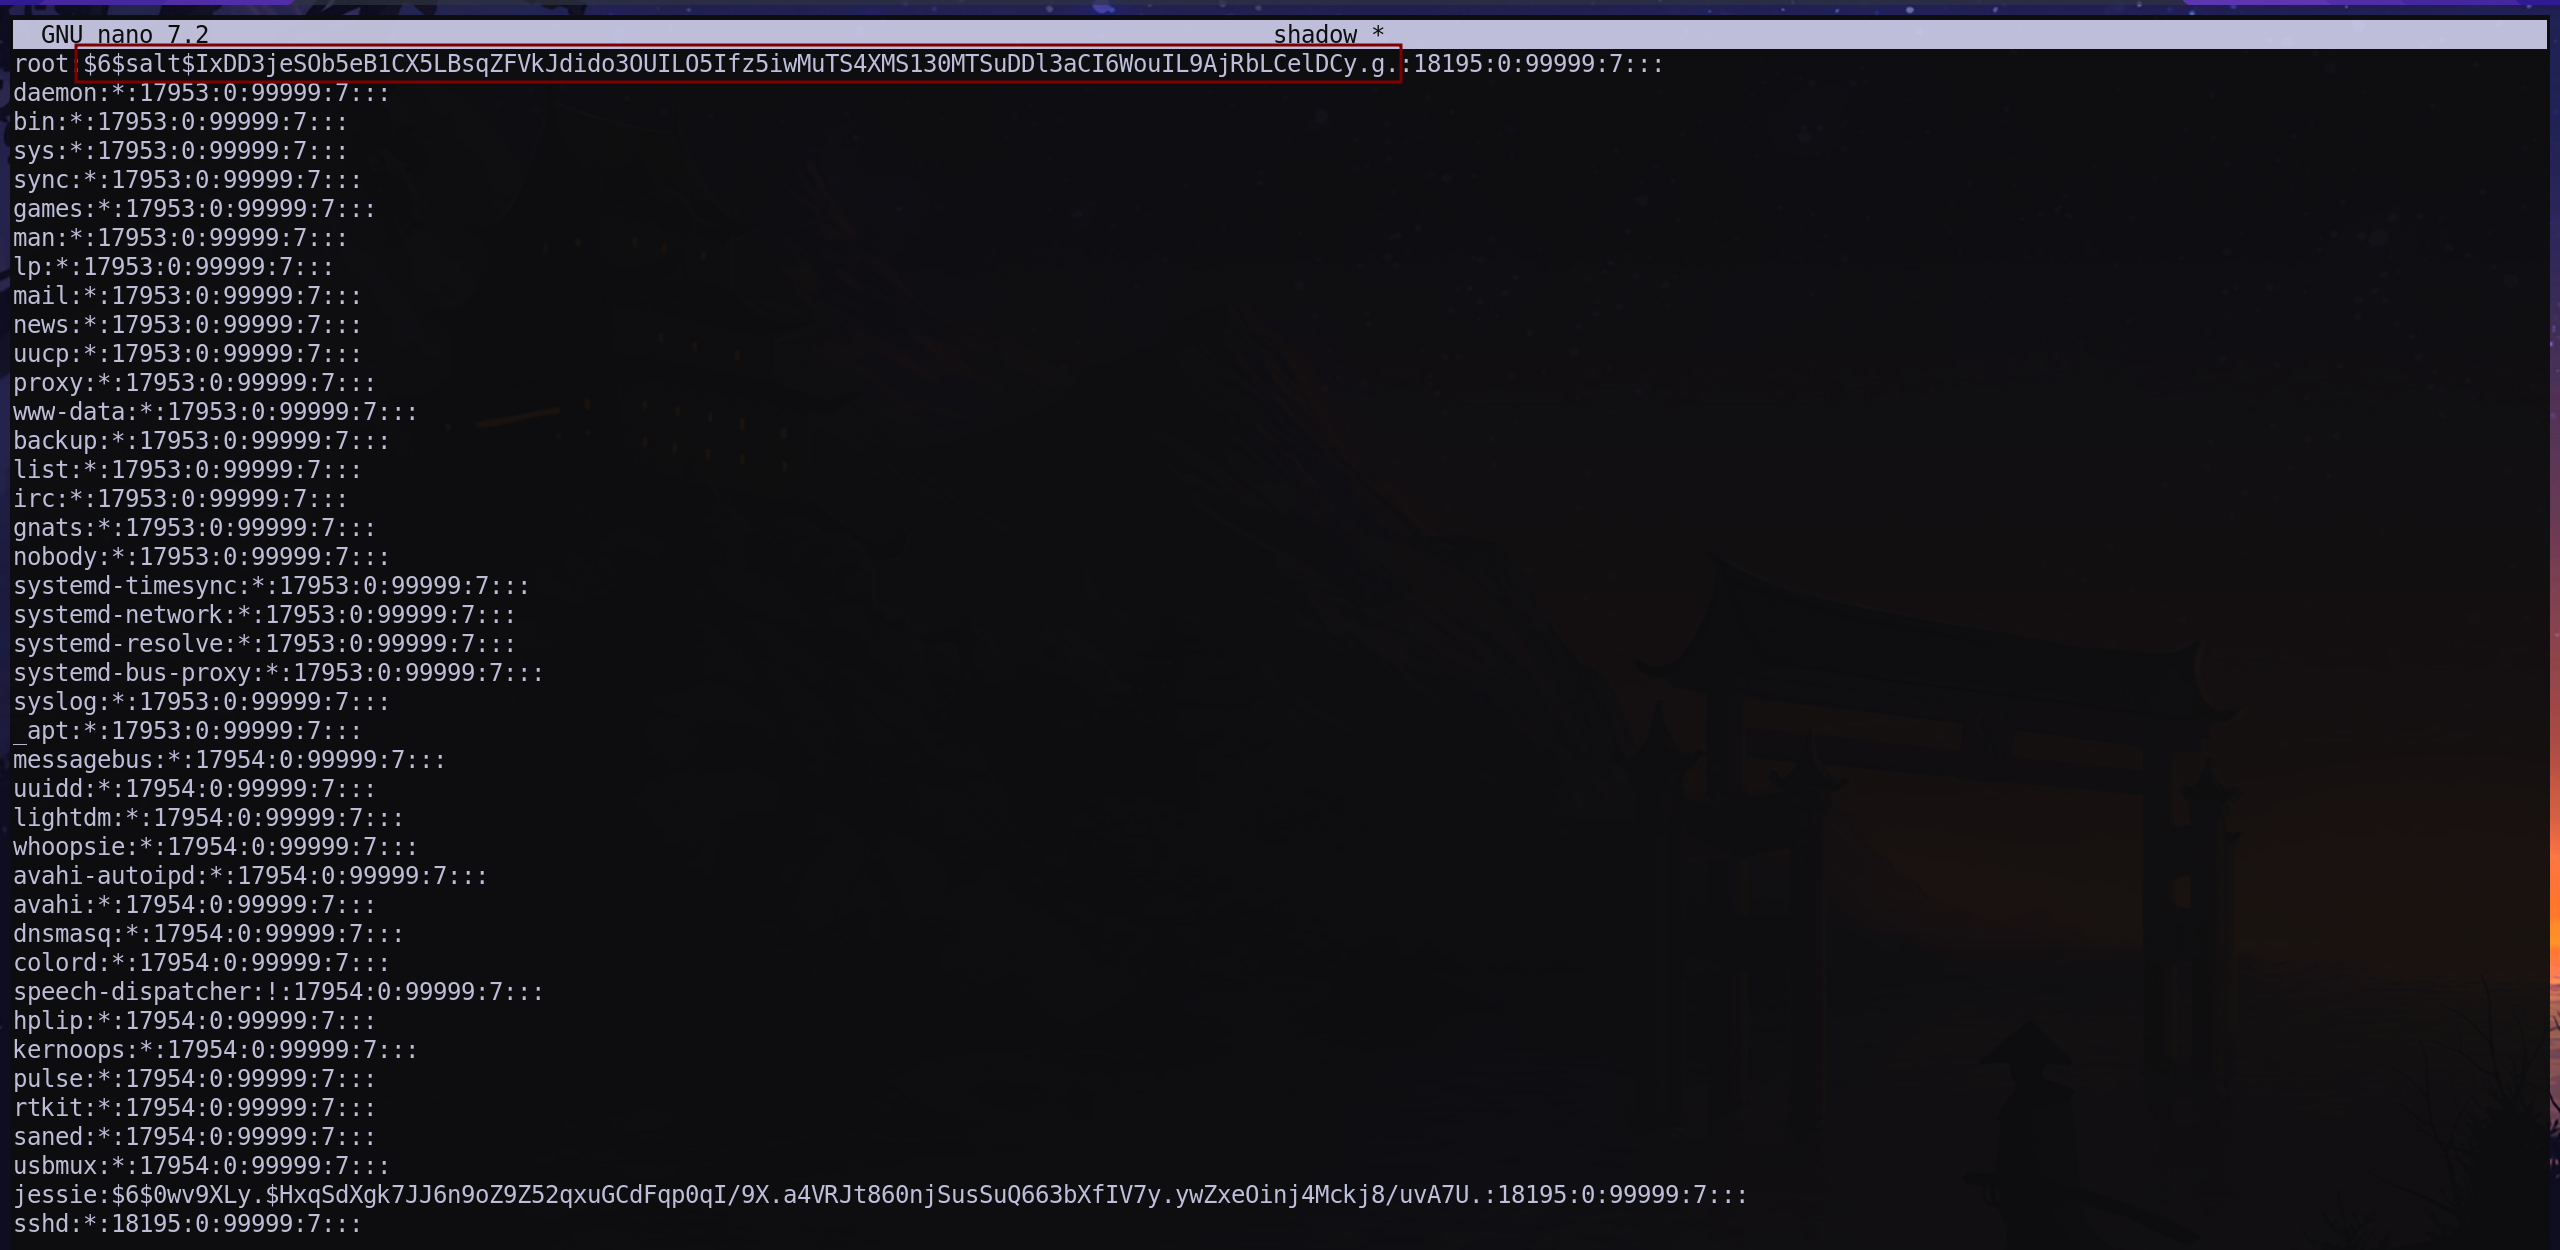 GNU nano 7.2 shadow *
root:$6$salt$IxDD3jeSOb5eB1CX5LBsqZFVkJdido3OUILO5Ifz5iwMuTS4XMS130MTSuDDl3aCI6WouIL9AjRbLCelDCy.g.:18195:0:99999:7:::
daemon:*:17953:0:99999:7:::
bin:*:17953:0:99999:7:::
sys:*:17953:0:99999:7:::
sync:*:17953:0:99999:7:::
games:*:17953:0:99999:7:::
man:*:17953:0:99999:7:::
lp:*:17953:0:99999:7:::
mail:*:17953:0:99999:7:::
news:*:17953:0:99999:7:::
uucp:*:17953:0:99999:7:::
proxy:*:17953:0:99999:7:::
www-data:*:17953:0:99999:7:::
backup:*:17953:0:99999:7:::
list:*:17953:0:99999:7:::
irc:*:17953:0:99999:7:::
gnats:*:17953:0:99999:7:::
nobody:*:17953:0:99999:7:::
systemd-timesync:*:17953:0:99999:7:::
systemd-network:*:17953:0:99999:7:::
systemd-resolve:*:17953:0:99999:7:::
systemd-bus-proxy:*:17953:0:99999:7:::
syslog:*:17953:0:99999:7:::
_apt:*:17953:0:99999:7:::
messagebus:*:17954:0:99999:7:::
uuidd:*:17954:0:99999:7:::
lightdm:*:17954:0:99999:7:::
whoopsie:*:17954:0:99999:7:::
avahi-autoipd:*:17954:0:99999:7:::
avahi:*:17954:0:99999:7:::
dnsmasq:*:17954:0:99999:7:::
colord:*:17954:0:99999:7:::
speech-dispatcher:!:17954:0:99999:7:::
hplip:*:17954:0:99999:7:::
kernoops:*:17954:0:99999:7:::
pulse:*:17954:0:99999:7:::
rtkit:*:17954:0:99999:7:::
saned:*:17954:0:99999:7:::
usbmux:*:17954:0:99999:7:::
jessie:$6$0wv9XLy.$HxqSdXgk7JJ6n9oZ9Z52qxuGCdFqp0qI/9X.a4VRJt860njSusSuQ663bXfIV7y.ywZxeOinj4Mckj8/uvA7U.:18195:0:99999:7:::
sshd:*:18195:0:99999:7:::